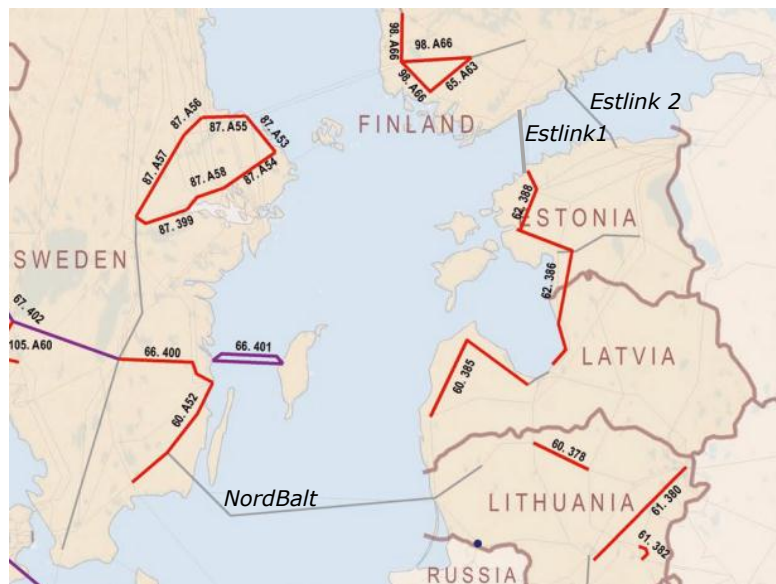 98. A66
98. A66
98. A66
65. A63
Estlink 2
87. A56
87. A55
87. A53
FINLAND
Estlink1
87. A57
87. A58
87. A54
62. 388
87. 399
ESTONIA
SWEDEN
62. 386
67. 402
105. A60
66. 400
66. 401
LATVIA
60. 385
60. A52
60. 378
NordBalt
LITHUANIA
61. 380
61. 382
RUSSIA